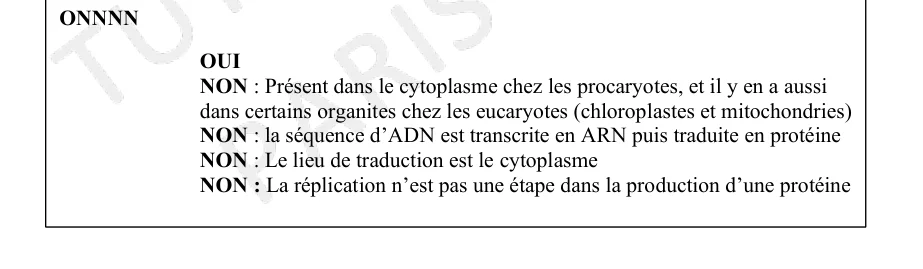 ONNNN
OUI
NON : Présent dans le cytoplasme chez les procaryotes, et il y en a aussi
dans certains organites chez les eucaryotes (chloroplastes et mitochondries)
NON : la séquence d'ADN est transcrite en ARN puis traduite en protéine
NON : Le lieu de traduction est le cytoplasme
NON : La réplication n'est pas une étape dans la production d'une protéine
PARIS